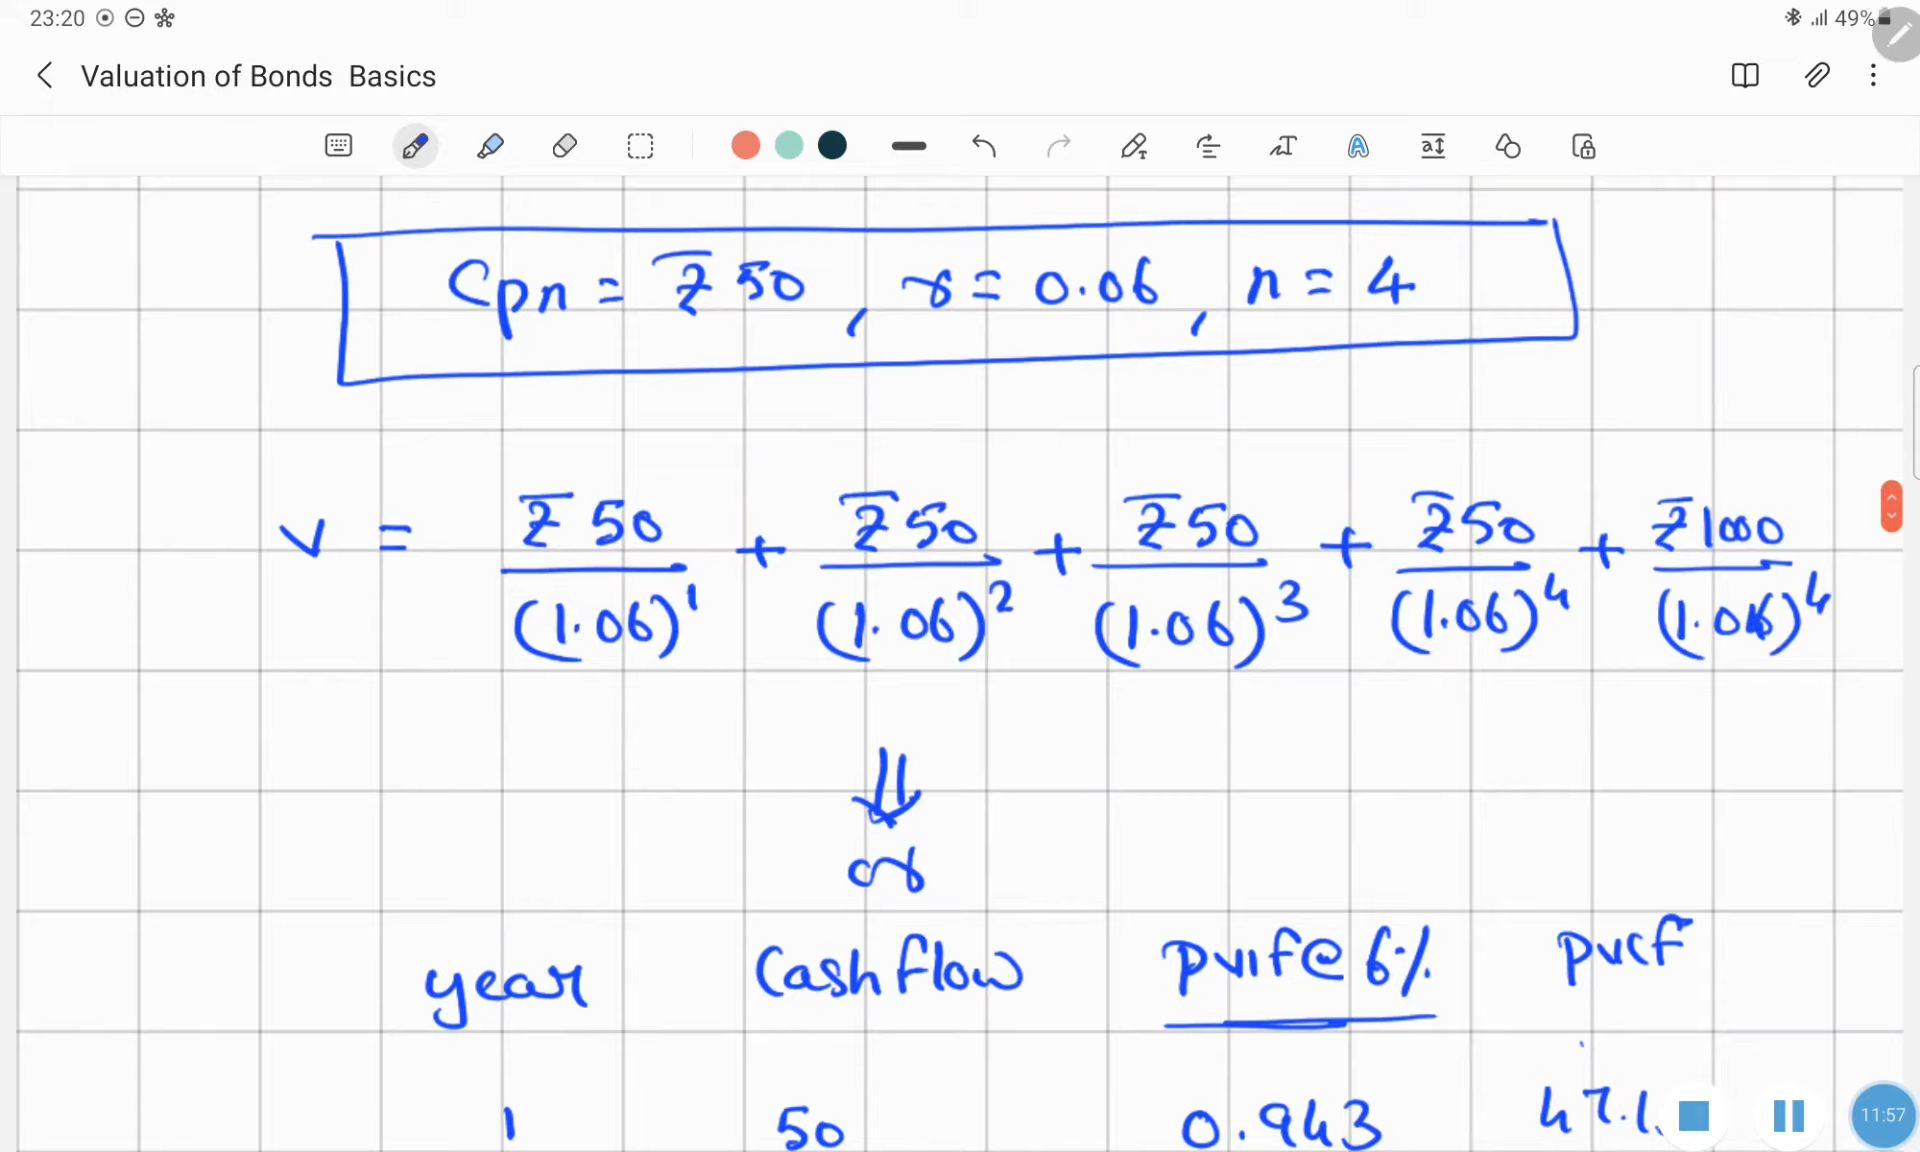 23:20 49%
Valuation of Bonds Basics
Cpn = ₹ 50, r = 0.06, n = 4
V = ₹ 50 + ₹ 50 + ₹ 50 + ₹ 50 + ₹ 1000
(1.06)1 (1.06)2 (1.06)3 (1.06)4 (1.06)4
or
year Cash flow PVIF@ 6% PVCF
1 50 0.943 47.1
11:57